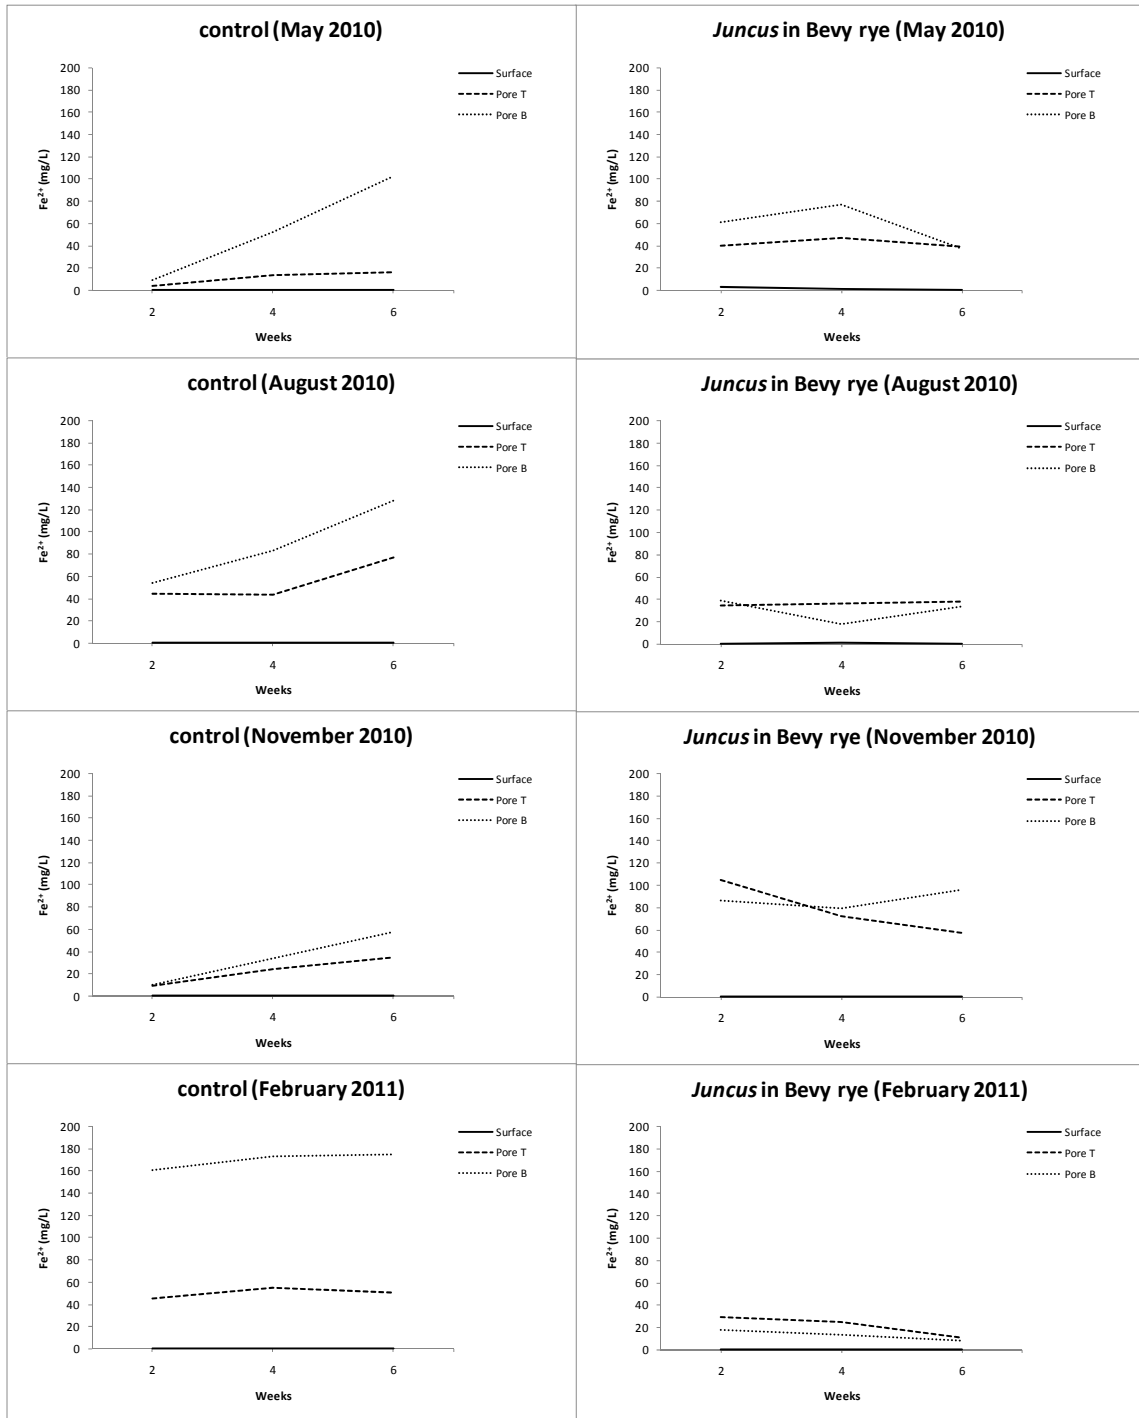 control (May 2010)
200
180
160
140
120
100
80
60
40
20
0
Fe²⁺ (mg/L)
2 4 6
Weeks
Surface
Pore T
Pore B
Juncus in Bevy rye (May 2010)
200
180
160
140
120
100
80
60
40
20
0
Fe²⁺ (mg/L)
2 4 6
Weeks
Surface
Pore T
Pore B
control (August 2010)
200
180
160
140
120
100
80
60
40
20
0
Fe²⁺ (mg/L)
2 4 6
Weeks
Surface
Pore T
Pore B
Juncus in Bevy rye (August 2010)
200
180
160
140
120
100
80
60
40
20
0
Fe²⁺ (mg/L)
2 4 6
Weeks
Surface
Pore T
Pore B
control (November 2010)
200
180
160
140
120
100
80
60
40
20
0
Fe²⁺ (mg/L)
2 4 6
Weeks
Surface
Pore T
Pore B
Juncus in Bevy rye (November 2010)
200
180
160
140
120
100
80
60
40
20
0
Fe²⁺ (mg/L)
2 4 6
Weeks
Surface
Pore T
Pore B
control (February 2011)
200
180
160
140
120
100
80
60
40
20
0
Fe²⁺ (mg/L)
2 4 6
Weeks
Surface
Pore T
Pore B
Juncus in Bevy rye (February 2011)
200
180
160
140
120
100
80
60
40
20
0
Fe²⁺ (mg/L)
2 4 6
Weeks
Surface
Pore T
Pore B